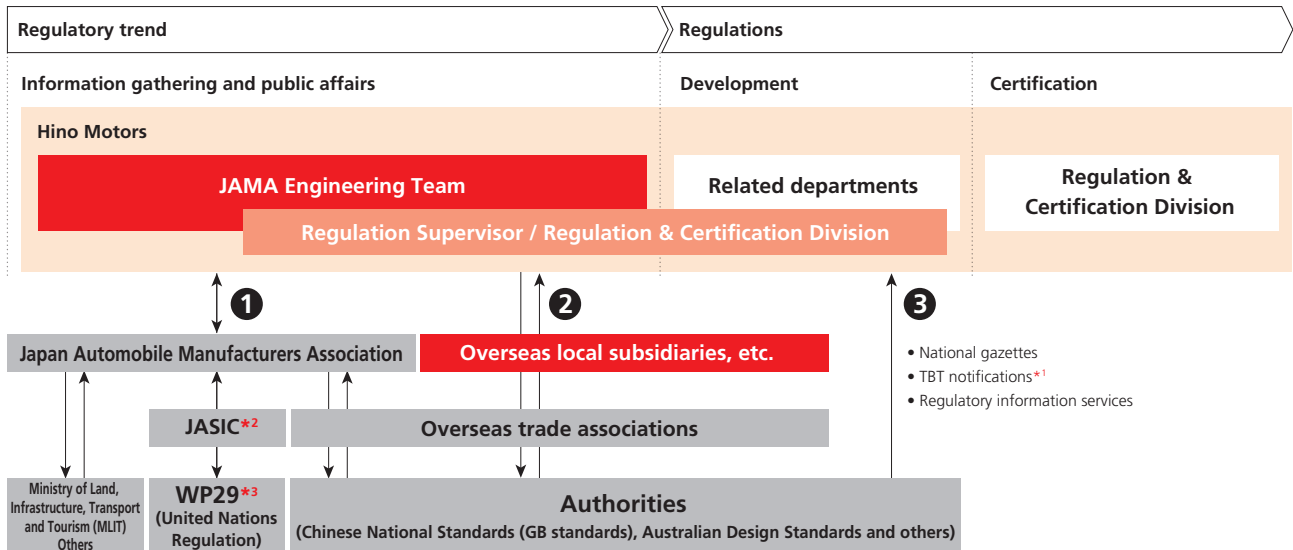 Regulatory trend
Regulations
Information gathering and public affairs
Development
Certification
Hino Motors
JAMA Engineering Team
Related departments
Regulation &
Certification Division
Regulation Supervisor / Regulation & Certification Division
1
2
3
Japan Automobile Manufacturers Association
Overseas local subsidiaries, etc.
• National gazettes
• TBT notifications*1
• Regulatory information services
JASIC*2
Overseas trade associations
Ministry of Land,
Infrastructure, Transport
and Tourism (MLIT)
Others
WP29*3
(United Nations
Regulation)
Authorities
(Chinese National Standards (GB standards), Australian Design Standards and others)